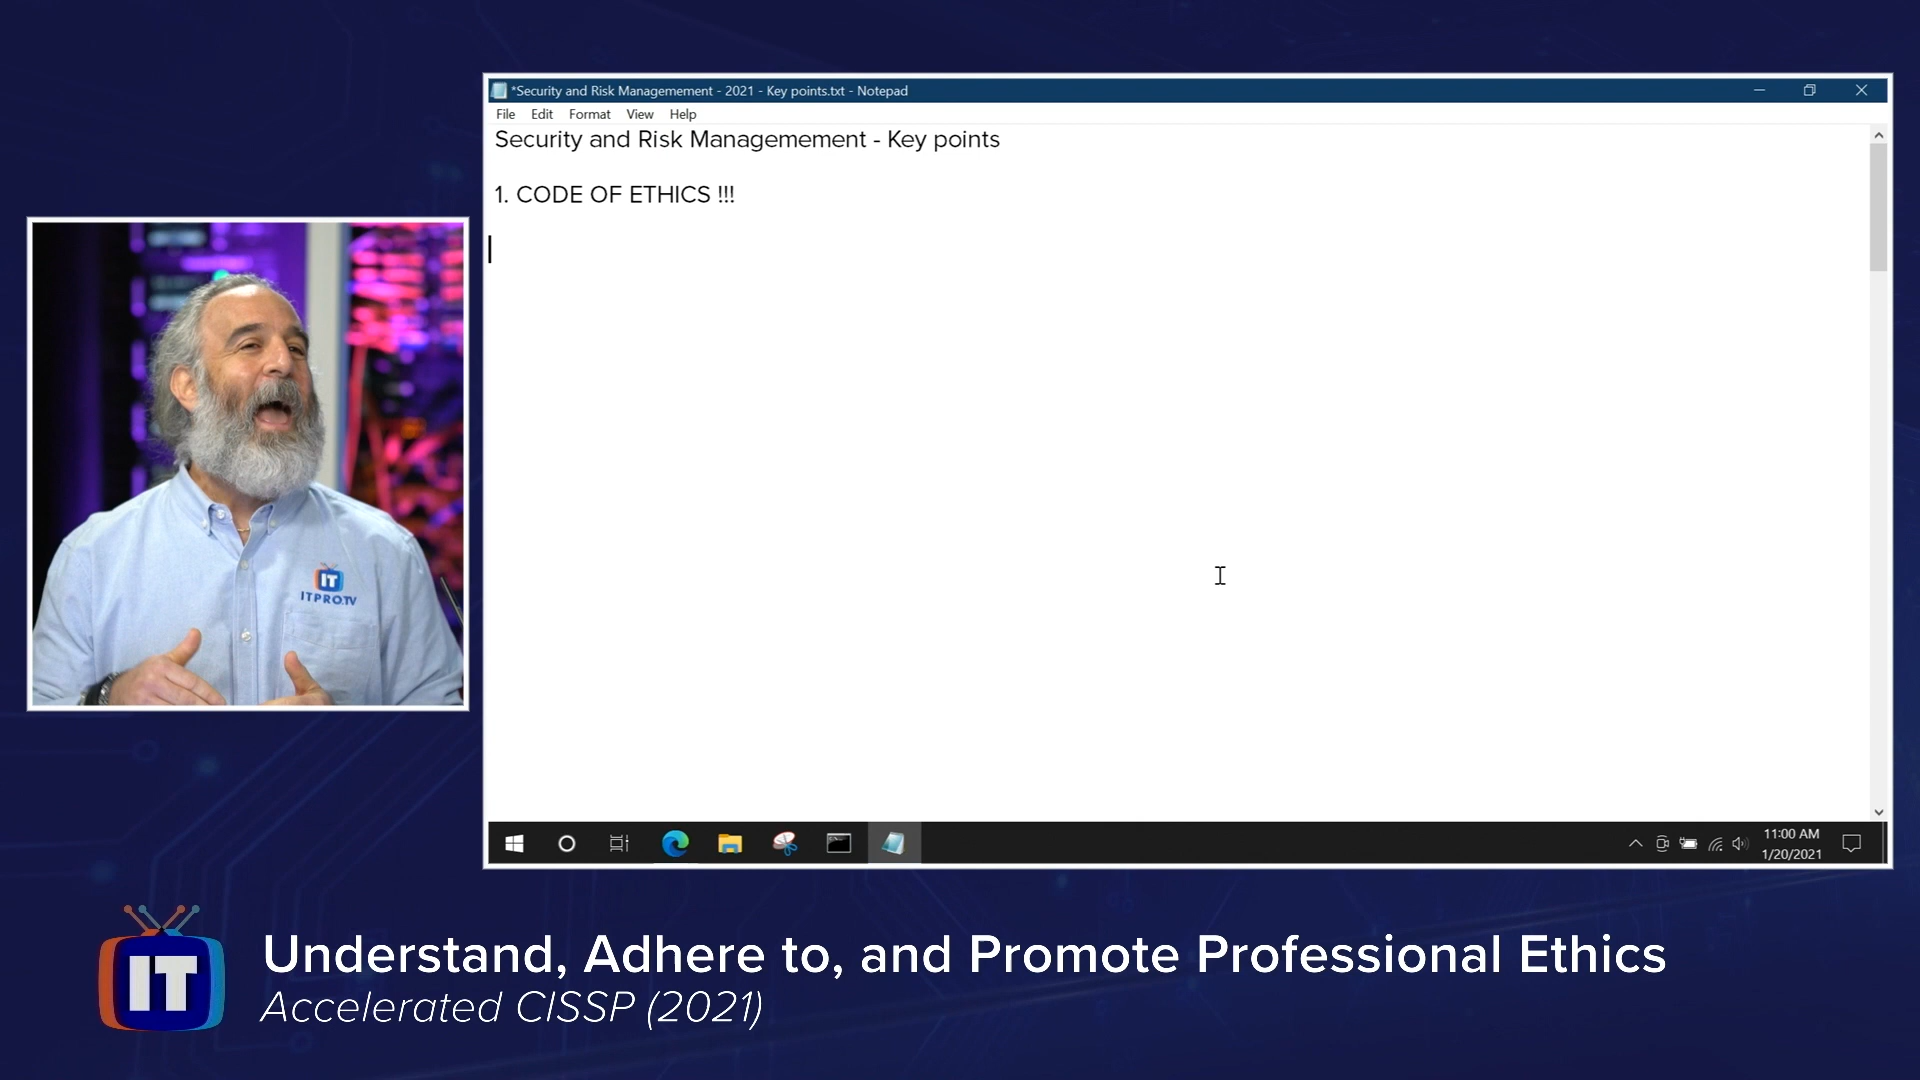 *Security and Risk Managemement - 2021 - Key points.txt - Notepad
File Edit Format View Help
Security and Risk Managemement - Key points
1. CODE OF ETHICS !!!
IT
ITPRO.TV
11:00 AM
1/20/2021
IT
Understand, Adhere to, and Promote Professional Ethics
Accelerated CISSP (2021)